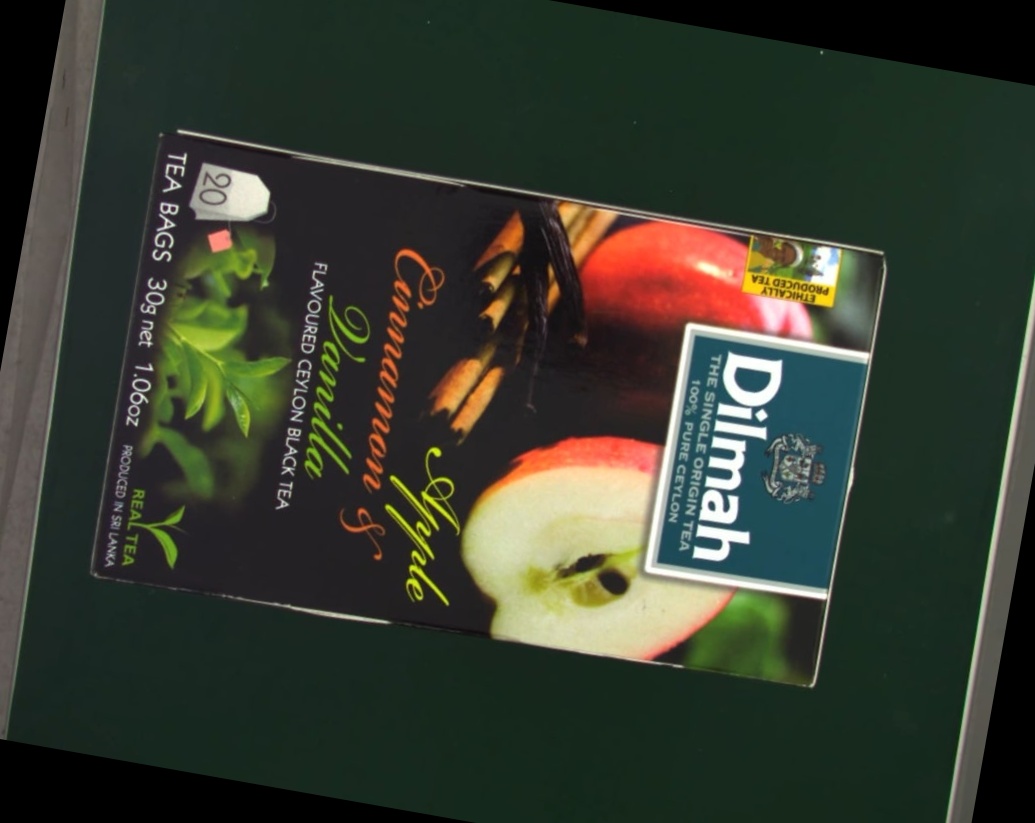 ETHICALLY
PRODUCED TEA
Dilmah
THE SINGLE ORIGIN TEA
100% PURE CEYLON
Apple
Cinnamon &
Vanilla
FLAVOURED CEYLON BLACK TEA
20
TEA BAGS 30g net 1.06oz
REAL TEA
PRODUCED IN SRI LANKA